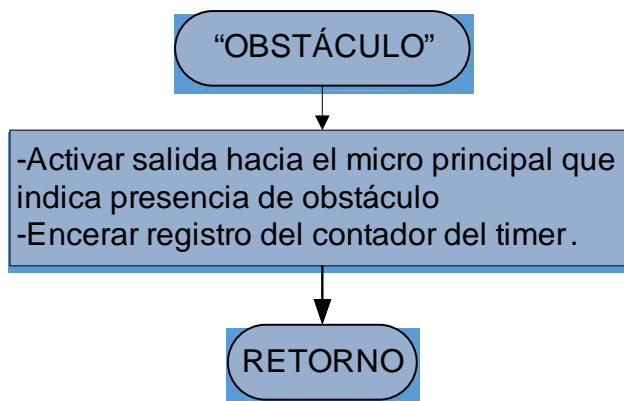 “OBSTÁCULO”
-Activar salida hacia el micro principal que
indica presencia de obstáculo
-Encerar registro del contador del timer.
RETORNO